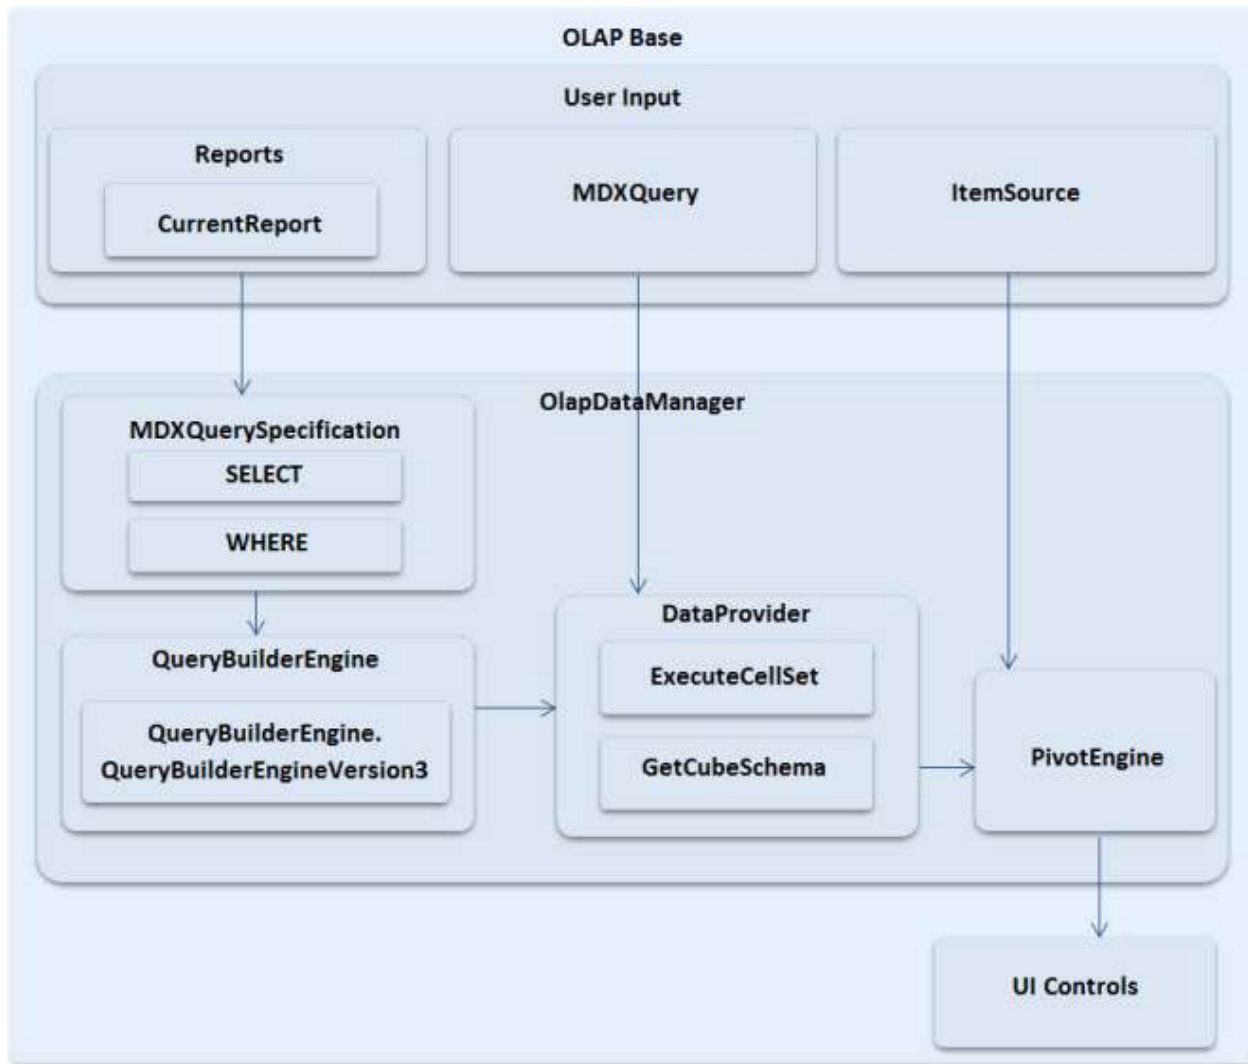 OLAP Base
User Input
Reports
CurrentReport
MDXQuery
ItemSource
OlapDataManager
MDXQuerySpecification
SELECT
WHERE
QueryBuilderEngine
QueryBuilderEngine.
QueryBuilderEngineVersion3
DataProvider
ExecuteCellSet
GetCubeSchema
PivotEngine
UI Controls